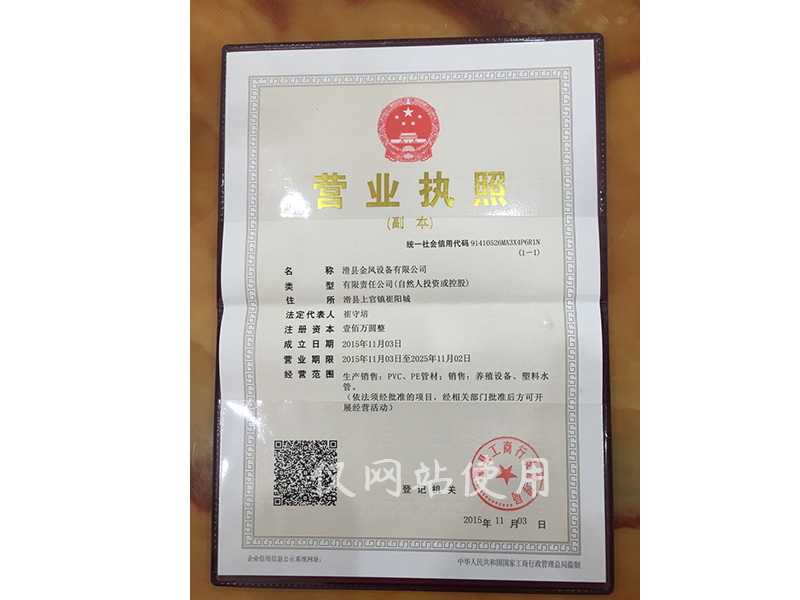 营业执照
(副 本)
统一社会信用代码 91410526MA3X4P6R1N
(1—1)
名 称 滑县金风设备有限公司
类 型 有限责任公司(自然人投资或控股)
住 所 滑县上官镇崔阳城
法定代表人 崔守培
注册资本 壹佰万圆整
成立日期 2015年11月03日
营业期限 2015年11月03日至2025年11月02日
经营范围 生产销售：PVC、PE管材；销售：养殖设备、塑料水
管。
(依法须经批准的项目，经相关部门批准后方可开
展经营活动)
仅网站使用
登记机关
2015年 11 月 03 日
企业信用信息公示系统网址：
中华人民共和国国家工商行政管理总局监制